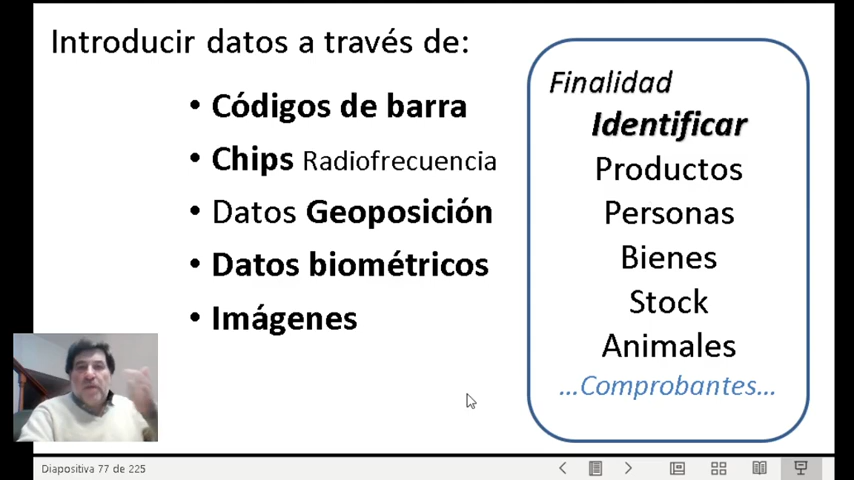 Introducir datos a través de:
• Códigos de barra
• Chips Radiofrecuencia
• Datos Geoposición
• Datos biométricos
• Imágenes
Finalidad
Identificar
Productos
Personas
Bienes
Stock
Animales
...Comprobantes...
Diapositiva 77 de 225